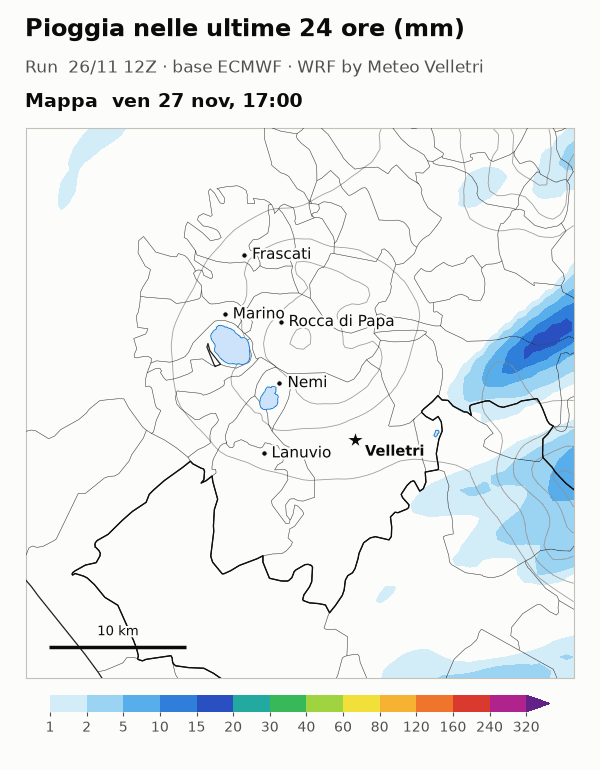 Pioggia nelle ultime 24 ore (mm)
Run  26/11 12Z · base ECMWF · WRF by Meteo Velletri
Mappa  ven 27 nov, 17:00
Frascati
Marino
Rocca di Papa
Nemi
Velletri
Lanuvio
10 km
1 2 5 10 15 20 30 40 60 80 120 160 240 320